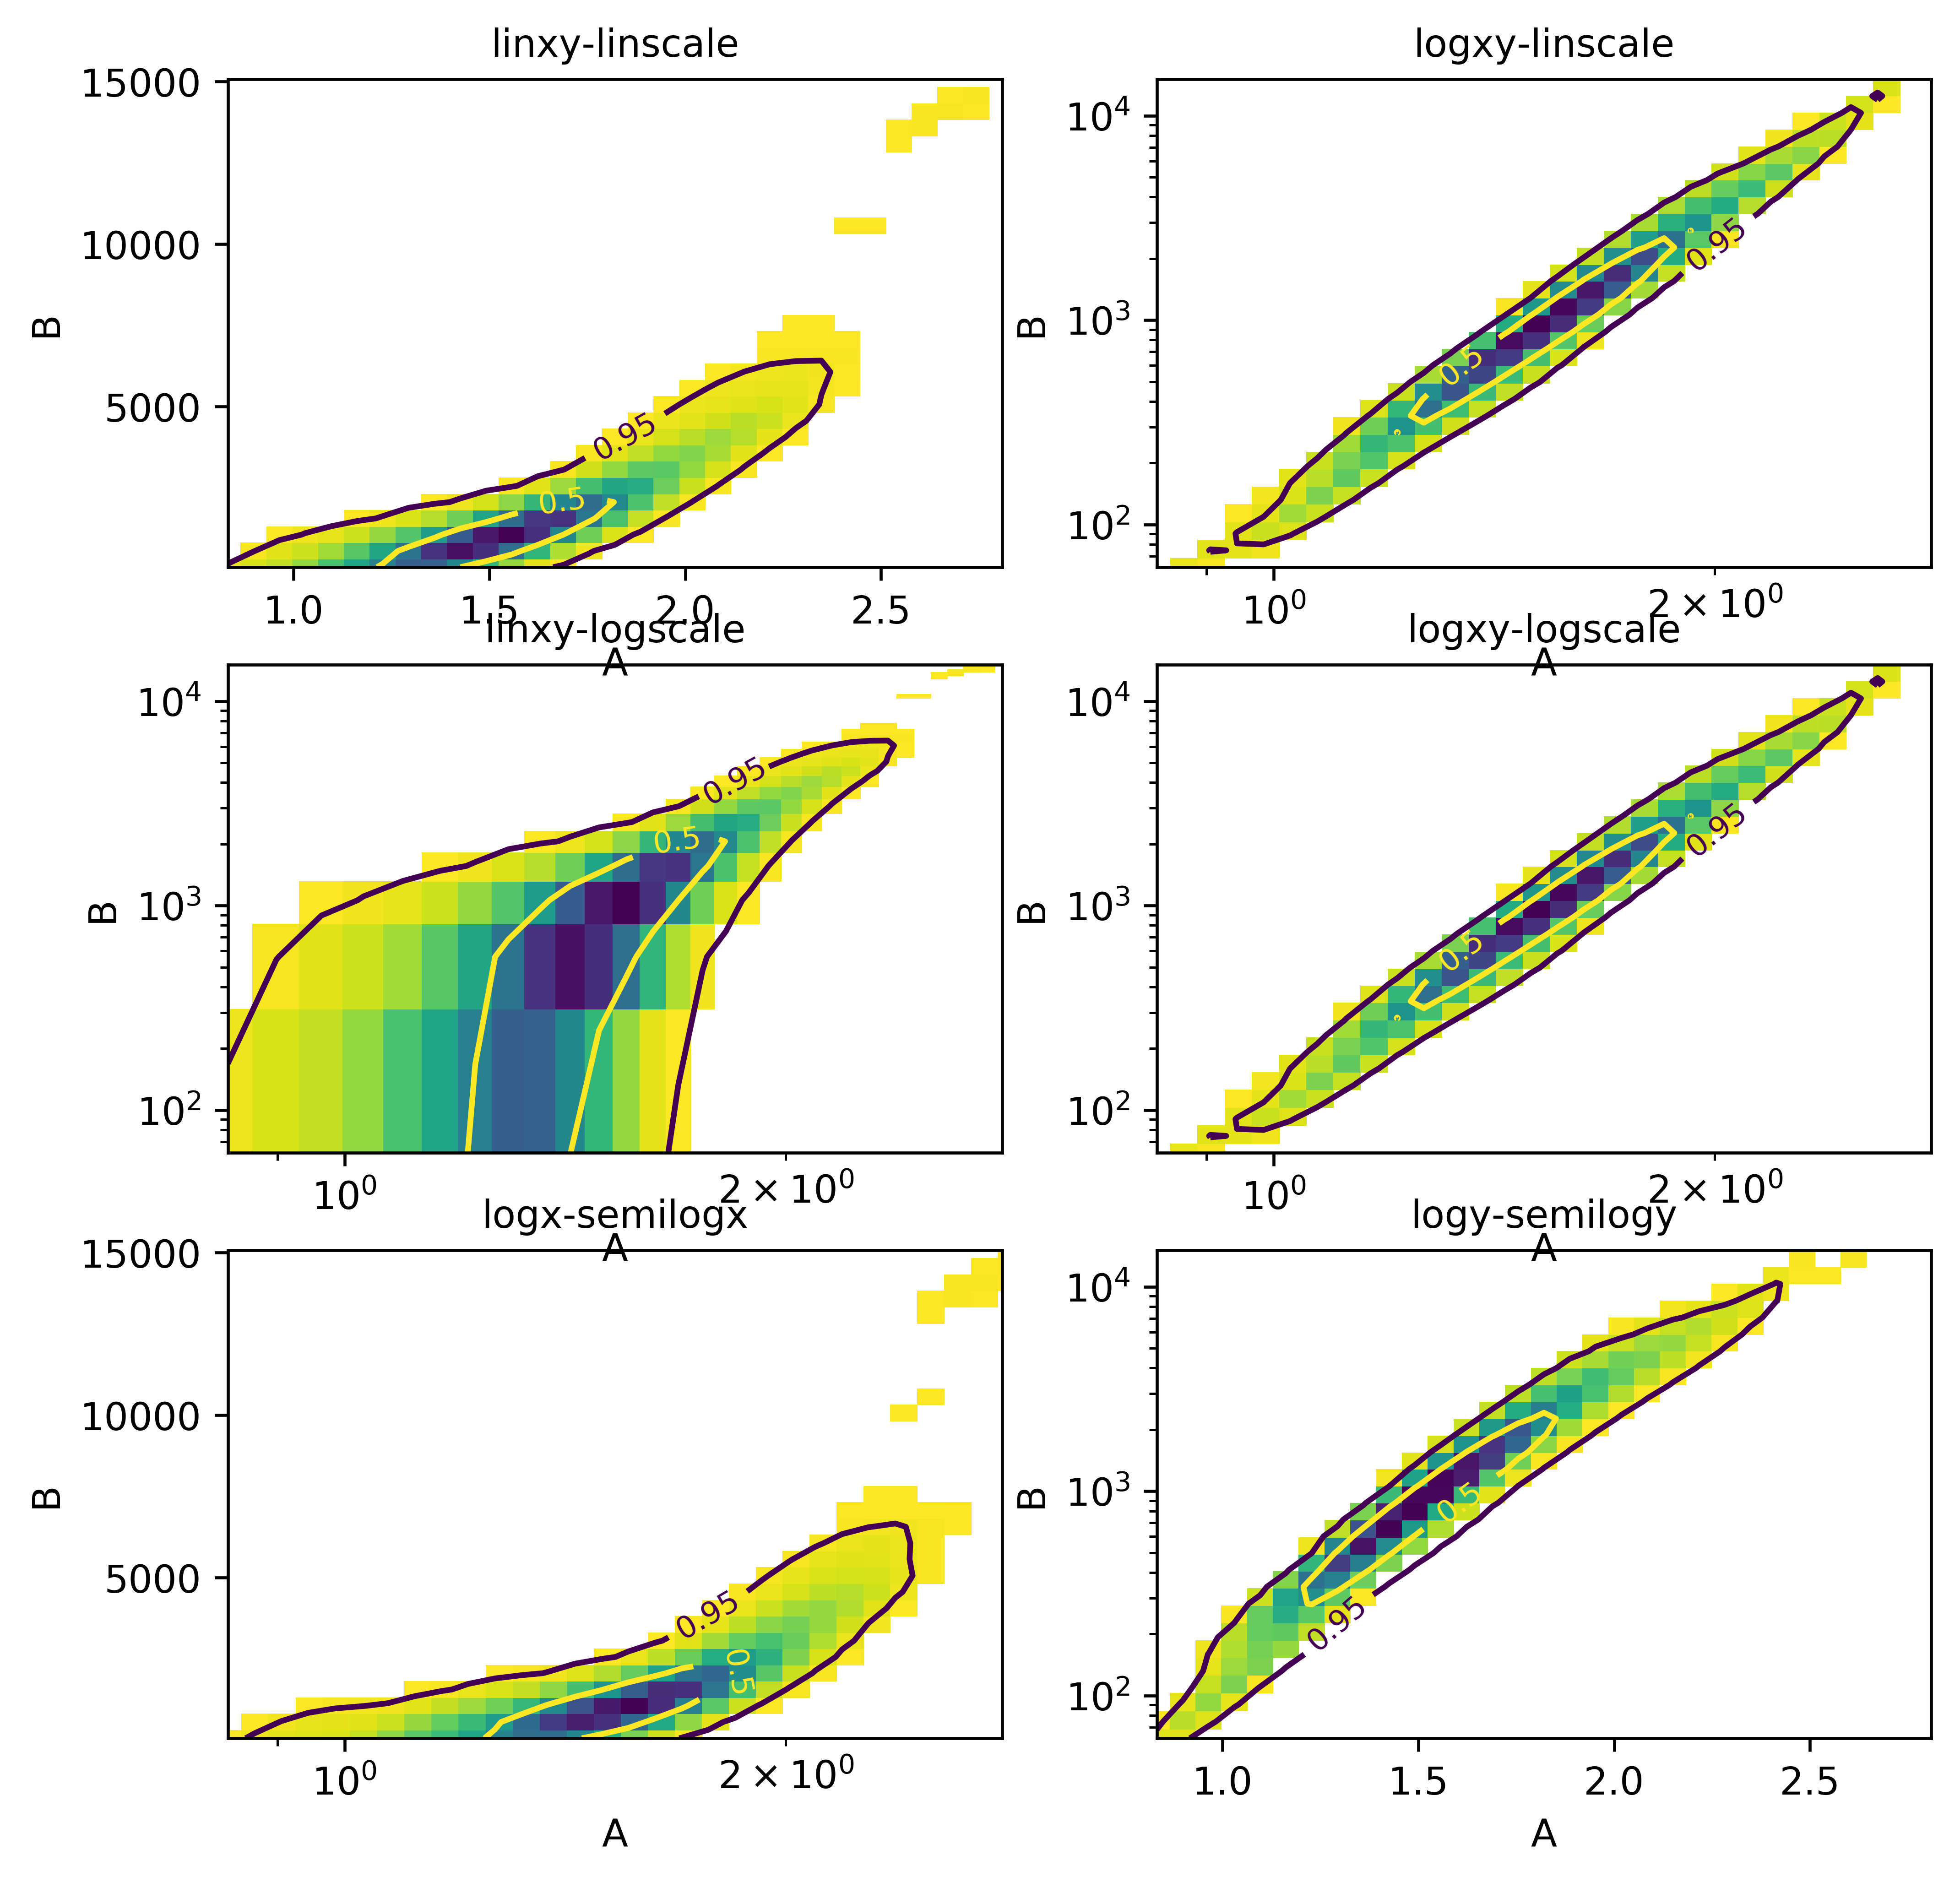 linxy-linscale
15000
10000
5000
B
0.95
0.5
1.0 1.5 2.0 2.5
A
logxy-linscale
10⁴
10³
10²
B
0.95
0.5
10⁰ 2 × 10⁰
A
linxy-logscale
10⁴
10³
10²
B
0.95
0.5
10⁰ 2 × 10⁰
A
logxy-logscale
10⁴
10³
10²
B
0.95
0.5
10⁰ 2 × 10⁰
A
logx-semilogx
15000
10000
5000
B
0.95
0.5
10⁰ 2 × 10⁰
A
logy-semilogy
10⁴
10³
10²
B
0.5
0.95
1.0 1.5 2.0 2.5
A